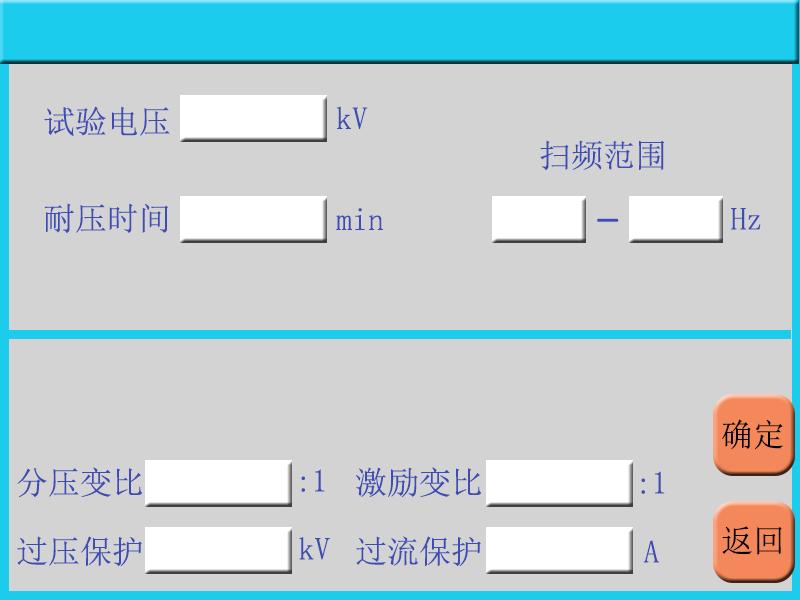 试验电压 kV
扫频范围
耐压时间 min
— Hz
确定
分压变比 :1 激励变比 :1
过压保护 kV 过流保护 A
返回